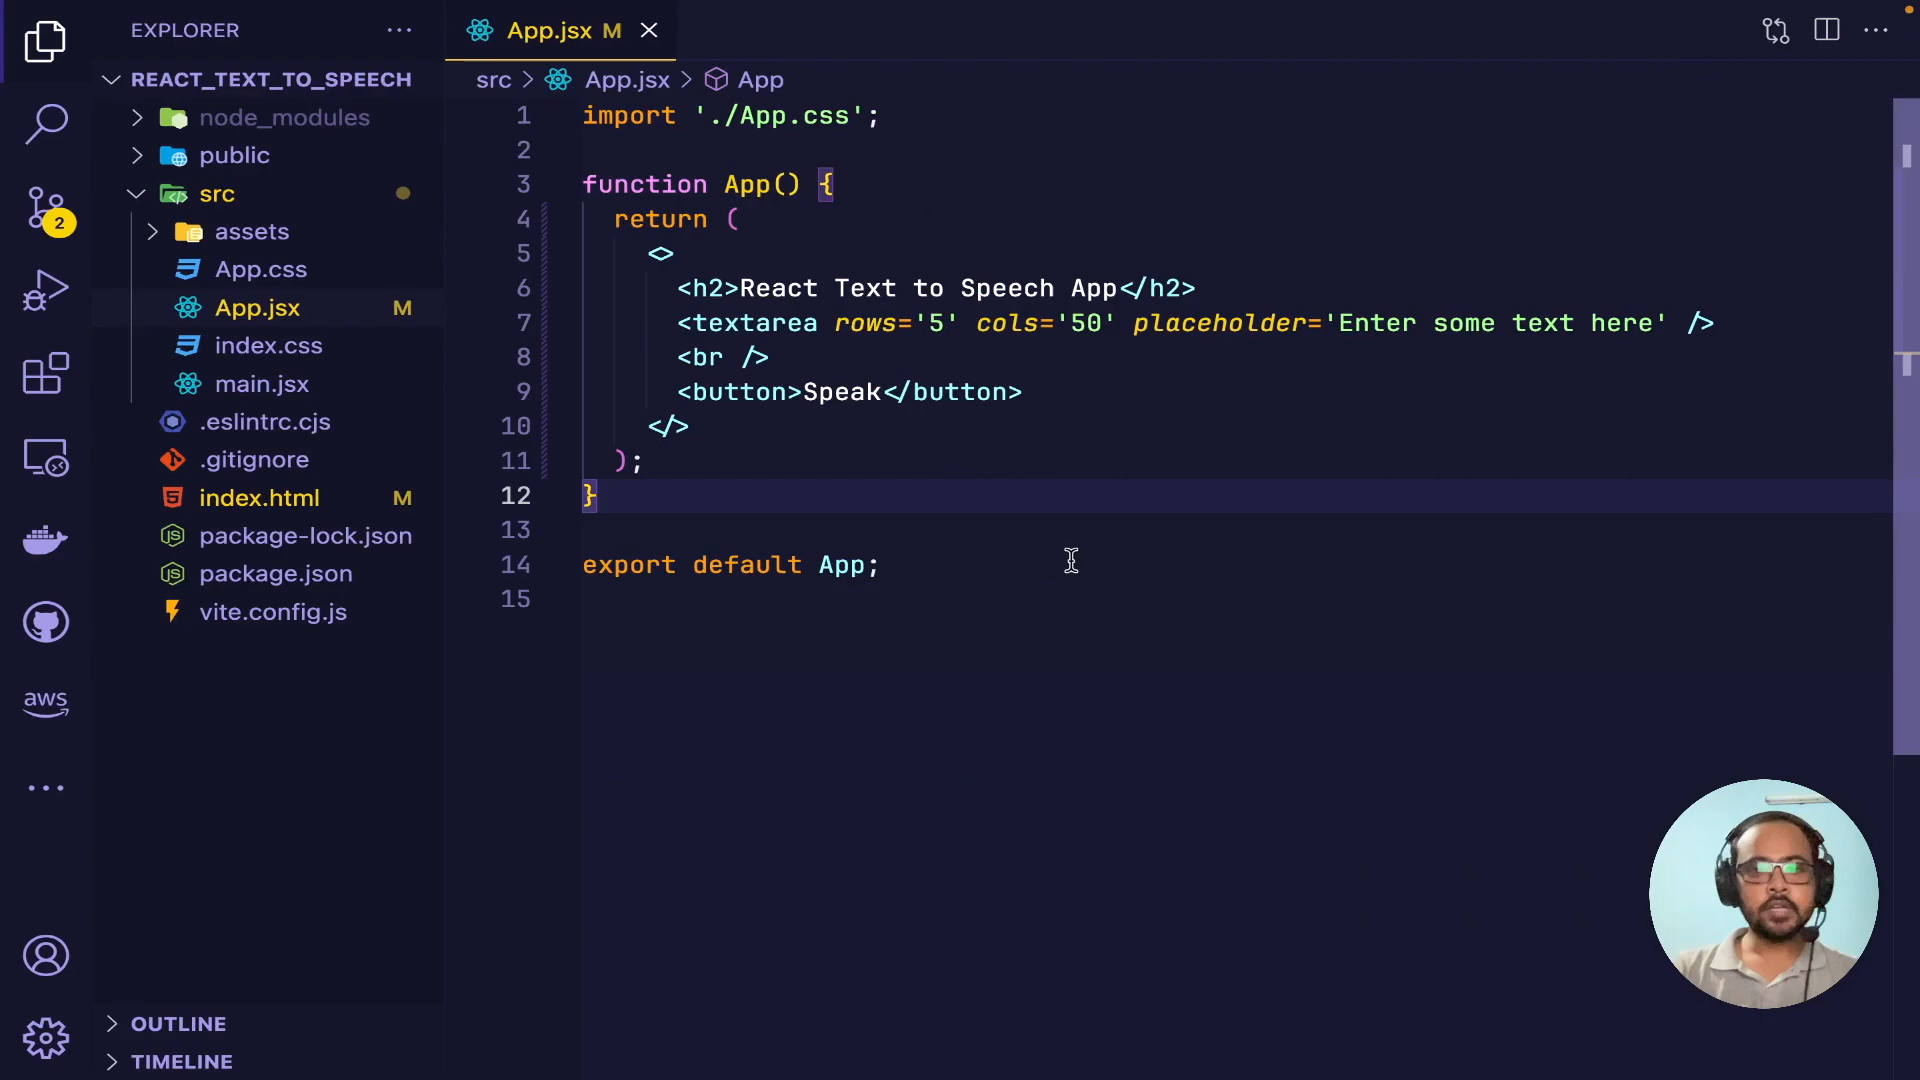 EXPLORER
REACT_TEXT_TO_SPEECH
node_modules
public
src
assets
App.css
App.jsx M
index.css
main.jsx
.eslintrc.cjs
.gitignore
index.html M
package-lock.json
package.json
vite.config.js
OUTLINE
TIMELINE
2
aws
App.jsx M
src > App.jsx > App
1 import './App.css';
2
3 function App() {
4 return (
5 <>
6 <h2>React Text to Speech App</h2>
7 <textarea rows='5' cols='50' placeholder='Enter some text here' />
8 <br />
9 <button>Speak</button>
10 </>
11 );
12 }
13
14 export default App;
15